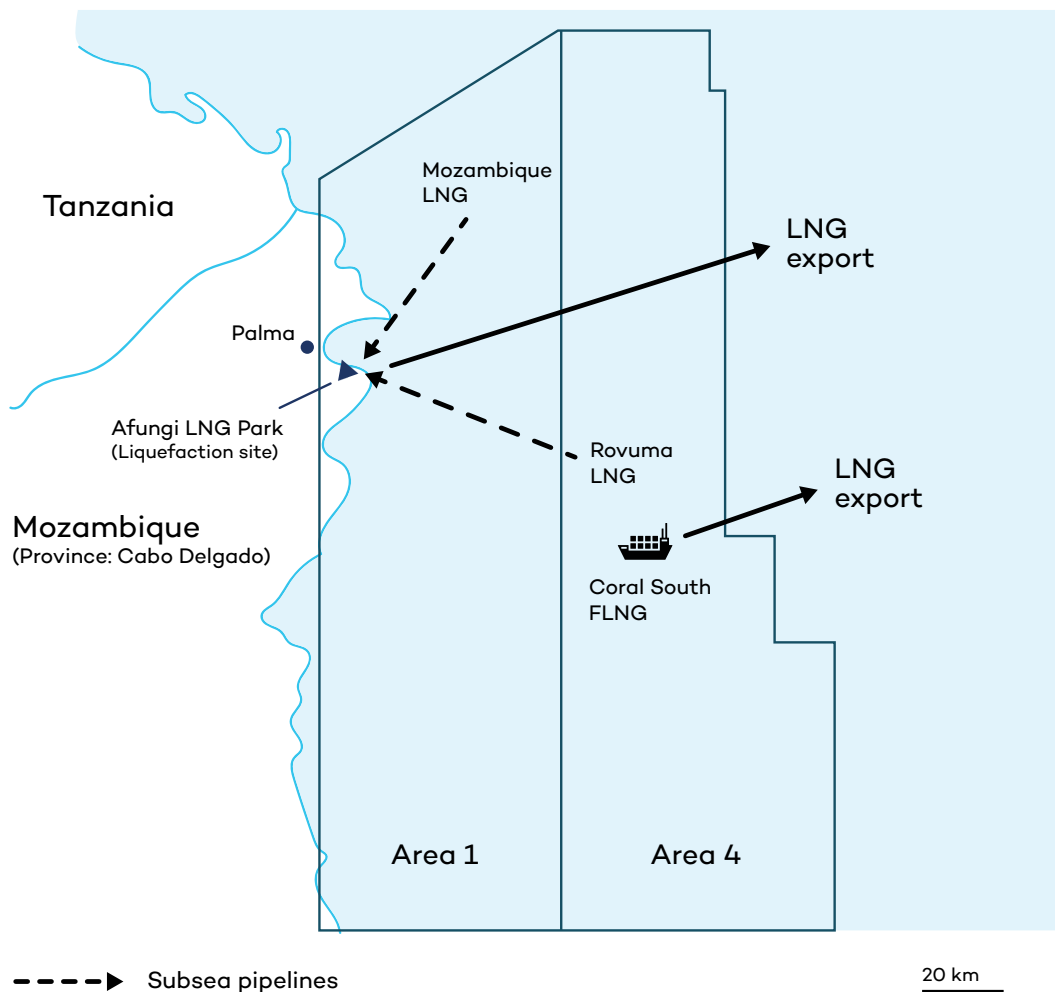 Mozambique
LNG
Tanzania
LNG
export
Palma
Afungi LNG Park
(Liquefaction site)
Rovuma
LNG
LNG
export
Mozambique
(Province: Cabo Delgado)
Coral South
FLNG
Area 1
Area 4
Subsea pipelines
20 km